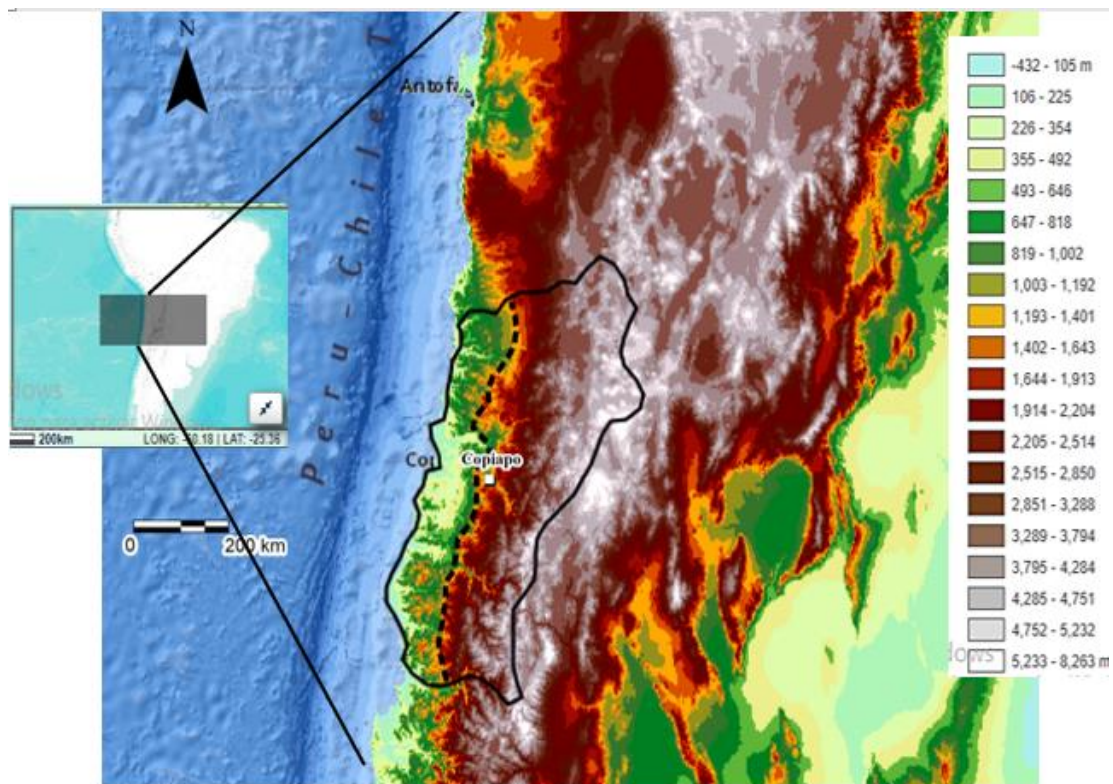 N
Antofag
Peru-Chile T
Cop
Copiapo
0 200 km
dows
200km LONG: -60.18 | LAT: -25.36
-432 - 105 m
106 - 225
226 - 354
355 - 492
493 - 646
647 - 818
819 - 1,002
1,003 - 1,192
1,193 - 1,401
1,402 - 1,643
1,644 - 1,913
1,914 - 2,204
2,205 - 2,514
2,515 - 2,850
2,851 - 3,288
3,289 - 3,794
3,795 - 4,284
4,285 - 4,751
4,752 - 5,232
dows
5,233 - 8,263 m